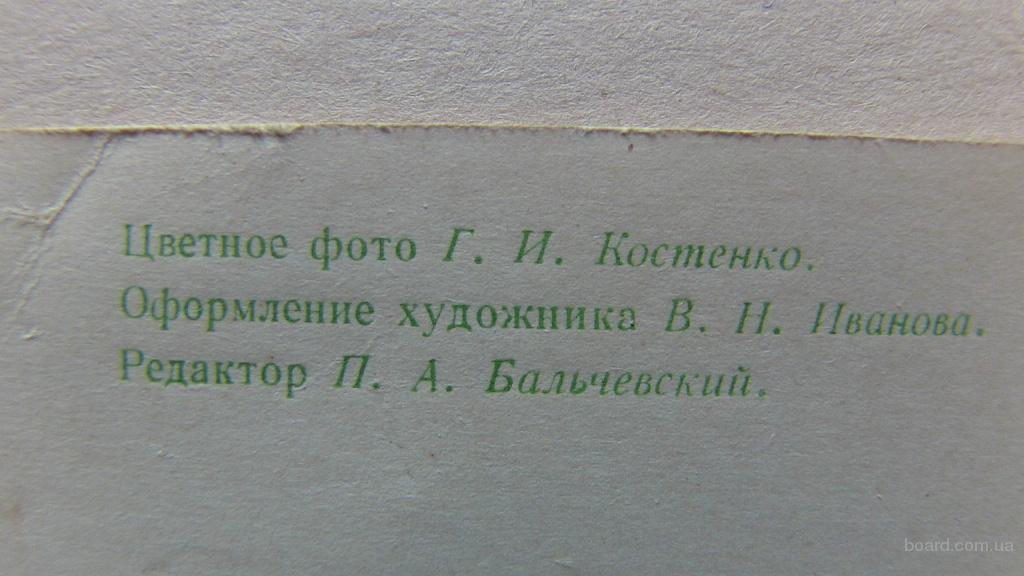 Цветное фото Г. И. Костенко.
Оформление художника В. Н. Иванова.
Редактор П. А. Бальчевский.
board.com.ua